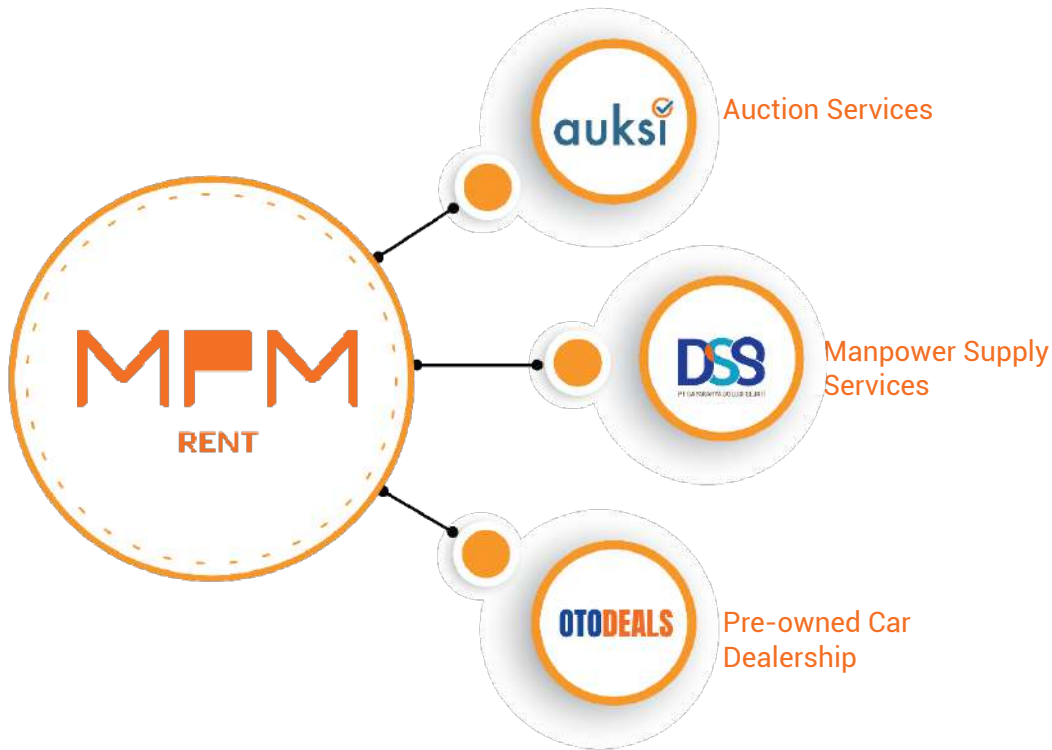 auksi
Auction Services
MPM
RENT
DSS
Manpower Supply
Services
OTODEALS
Pre-owned Car
Dealership